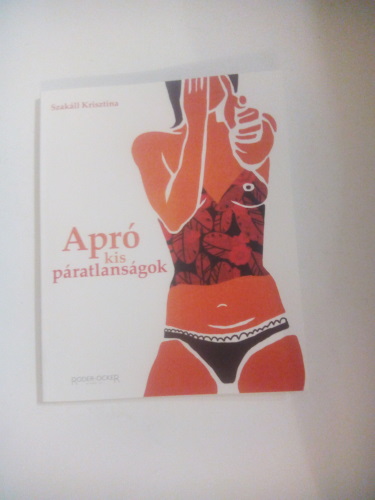 Szakáll Krisztina
Apró
kis
páratlanságok